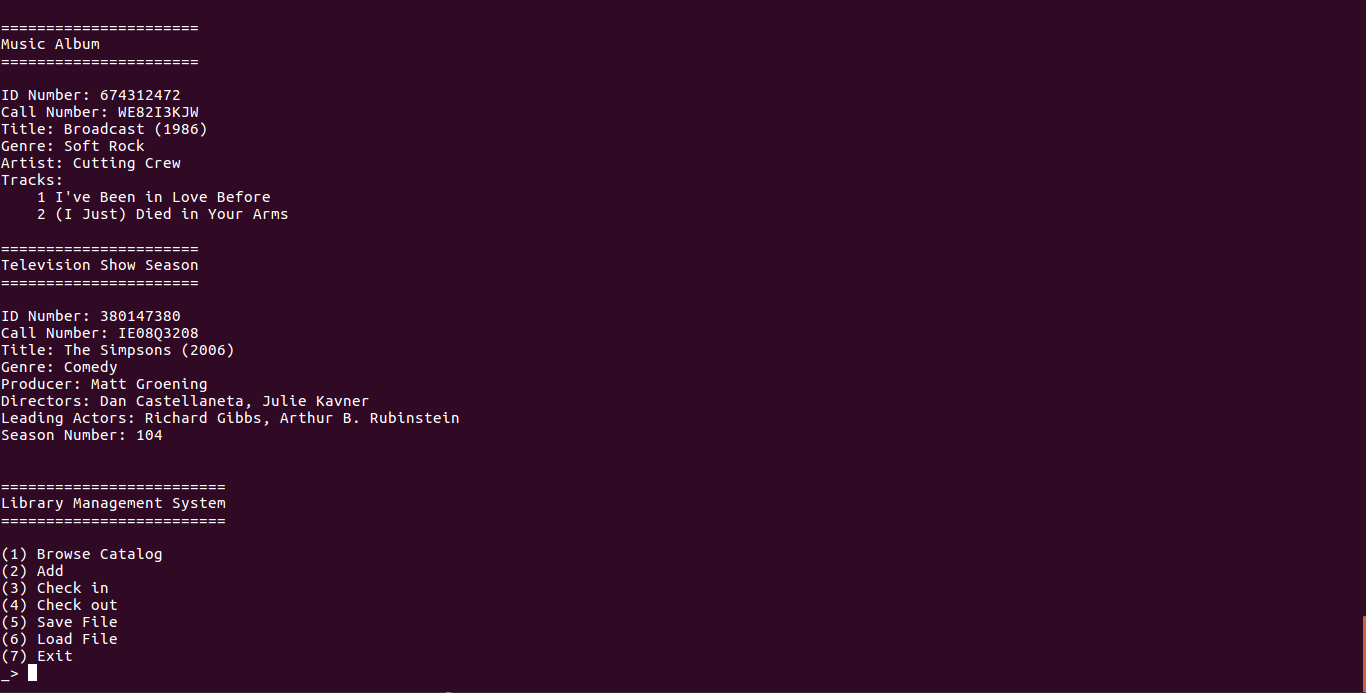 ======================
Music Album
======================
ID Number: 674312472
Call Number: WE82I3KJW
Title: Broadcast (1986)
Genre: Soft Rock
Artist: Cutting Crew
Tracks:
    1 I've Been in Love Before
    2 (I Just) Died in Your Arms
======================
Television Show Season
======================
ID Number: 380147380
Call Number: IE08Q3208
Title: The Simpsons (2006)
Genre: Comedy
Producer: Matt Groening
Directors: Dan Castellaneta, Julie Kavner
Leading Actors: Richard Gibbs, Arthur B. Rubinstein
Season Number: 104
=========================
Library Management System
=========================
(1) Browse Catalog
(2) Add
(3) Check in
(4) Check out
(5) Save File
(6) Load File
(7) Exit
_>